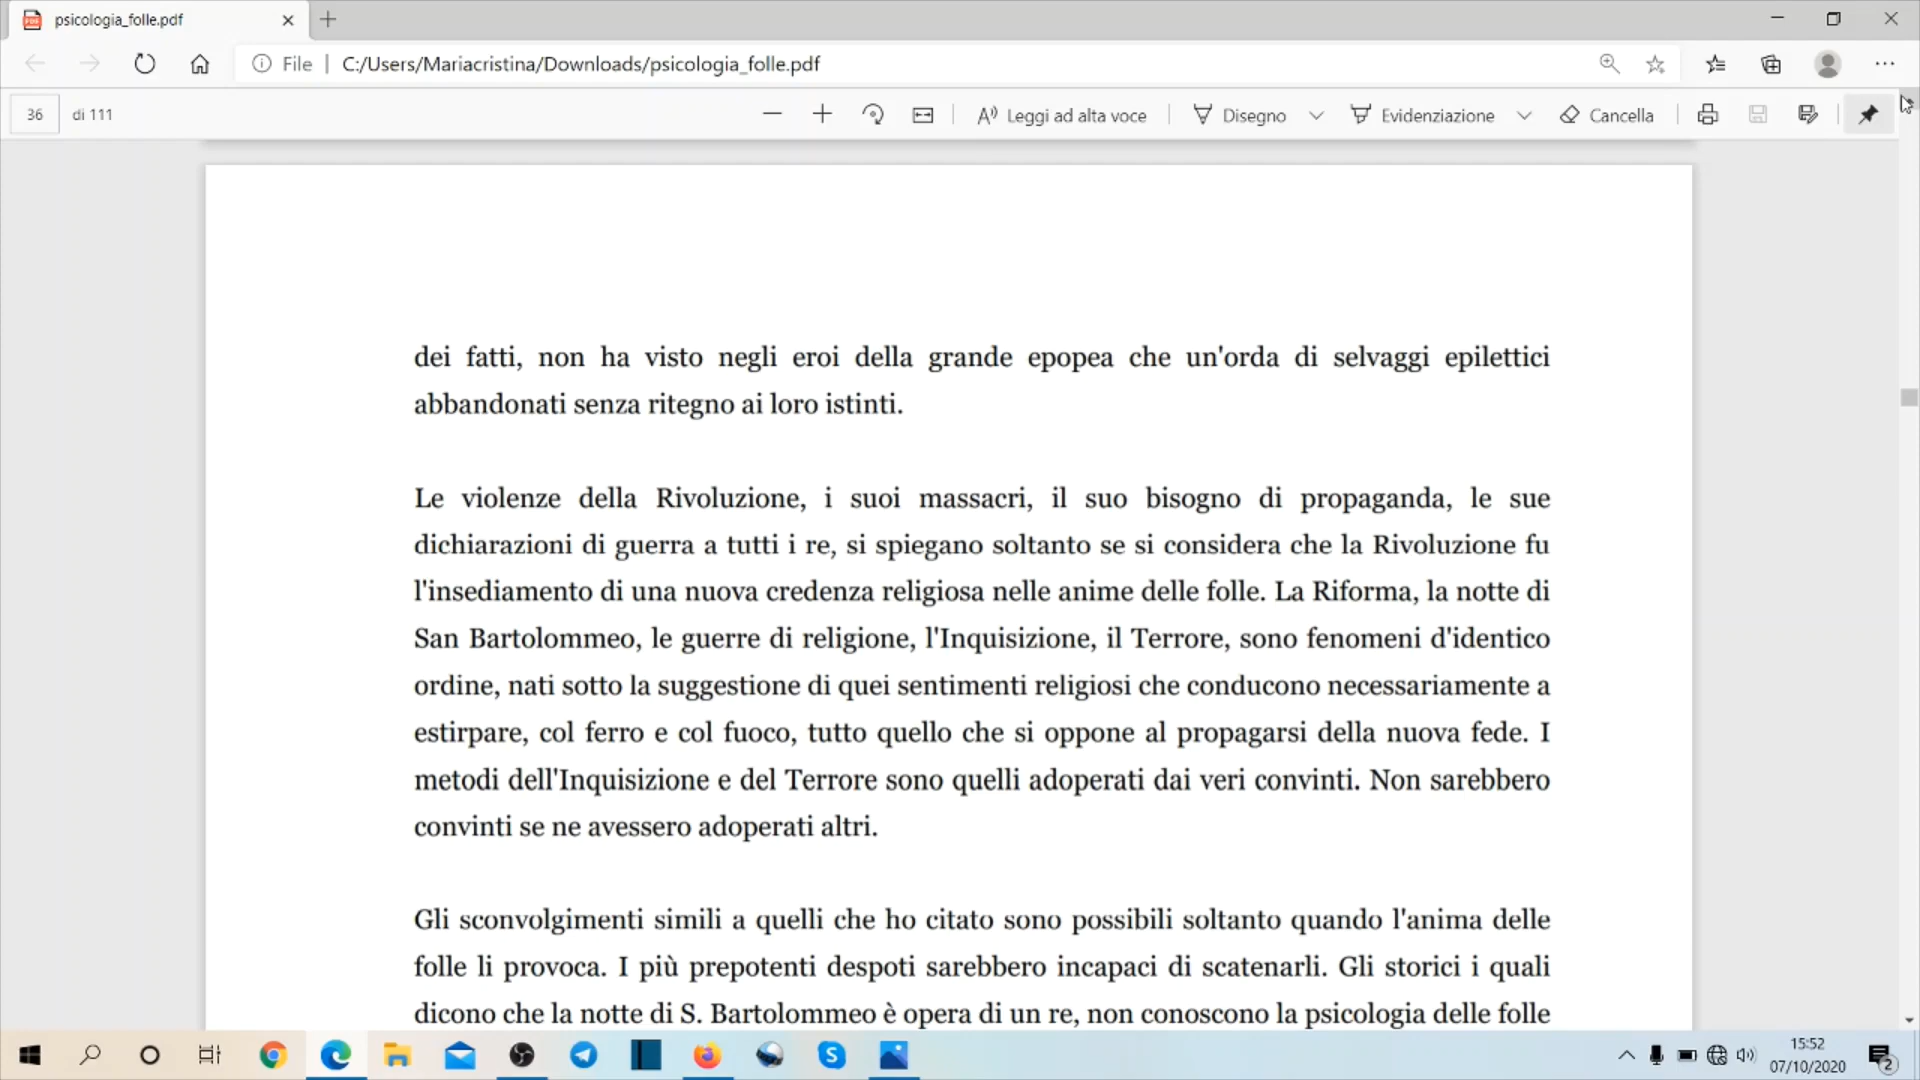 psicologia_folle.pdf
File | C:/Users/Mariacristina/Downloads/psicologia_folle.pdf
36 di 111 Leggi ad alta voce Disegno Evidenziazione Cancella
dei fatti, non ha visto negli eroi della grande epopea che un'orda di selvaggi epilettici
abbandonati senza ritegno ai loro istinti.
Le violenze della Rivoluzione, i suoi massacri, il suo bisogno di propaganda, le sue
dichiarazioni di guerra a tutti i re, si spiegano soltanto se si considera che la Rivoluzione fu
l'insediamento di una nuova credenza religiosa nelle anime delle folle. La Riforma, la notte di
San Bartolommeo, le guerre di religione, l'Inquisizione, il Terrore, sono fenomeni d'identico
ordine, nati sotto la suggestione di quei sentimenti religiosi che conducono necessariamente a
estirpare, col ferro e col fuoco, tutto quello che si oppone al propagarsi della nuova fede. I
metodi dell'Inquisizione e del Terrore sono quelli adoperati dai veri convinti. Non sarebbero
convinti se ne avessero adoperati altri.
Gli sconvolgimenti simili a quelli che ho citato sono possibili soltanto quando l'anima delle
folle li provoca. I più prepotenti despoti sarebbero incapaci di scatenarli. Gli storici i quali
dicono che la notte di S. Bartolommeo è opera di un re, non conoscono la psicologia delle folle
15:52
07/10/2020
2